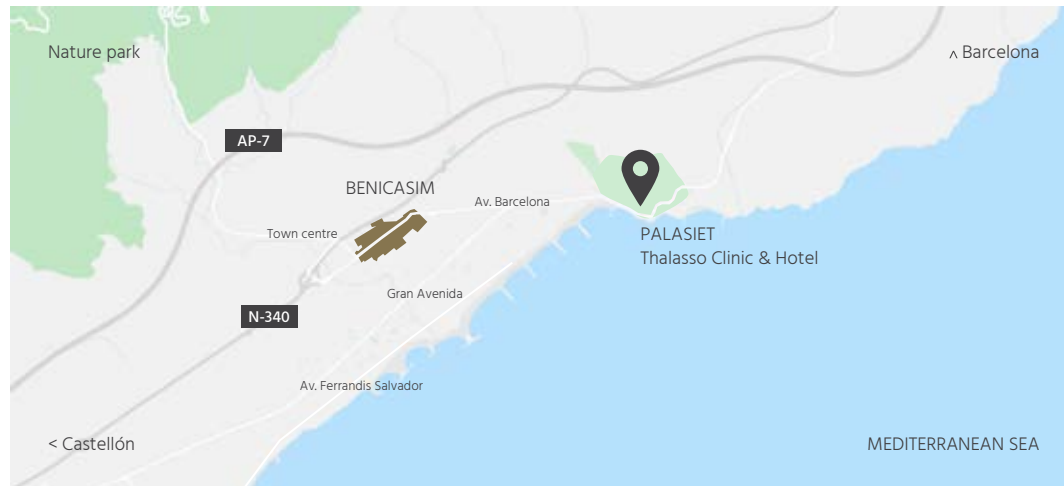 Nature park
^ Barcelona
AP-7
BENICASIM
Av. Barcelona
Town centre
PALASIET
Thalasso Clinic & Hotel
Gran Avenida
N-340
Av. Ferrandis Salvador
< Castellón
MEDITERRANEAN SEA